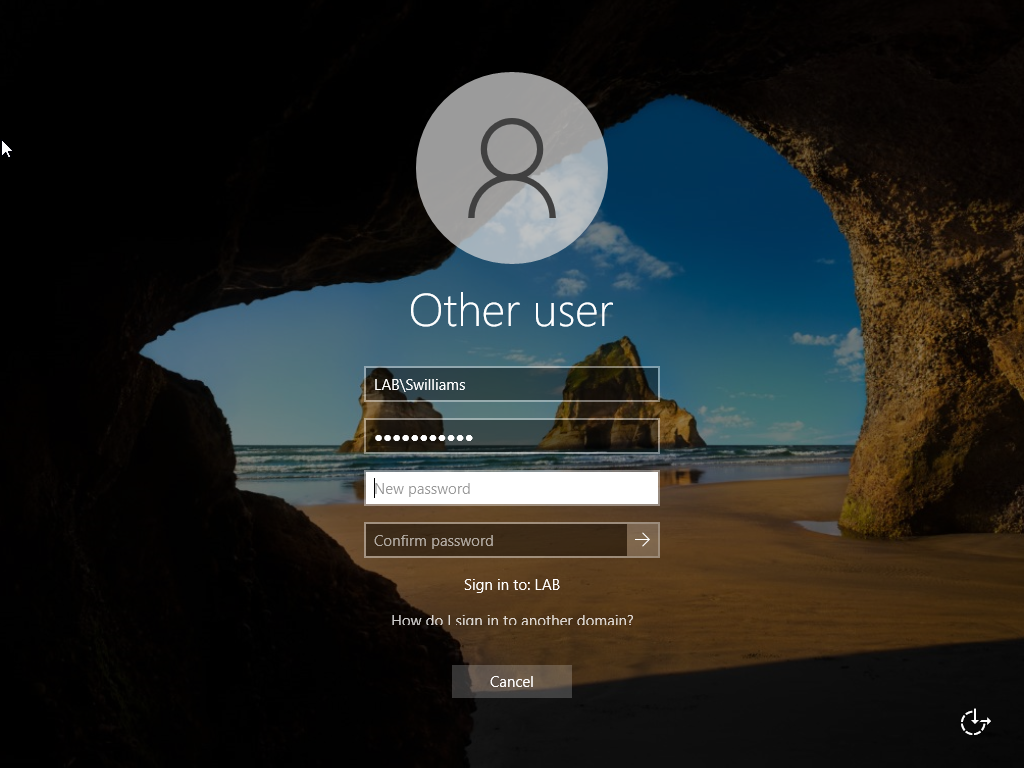 Other user
LAB\Swilliams
New password
Confirm password
Sign in to: LAB
How do I sign in to another domain?
Cancel